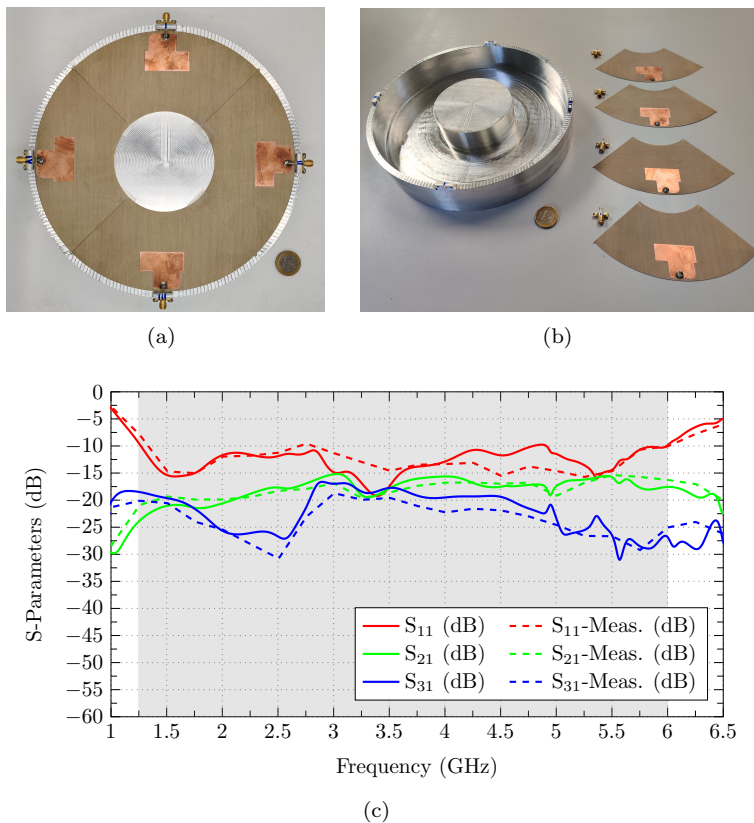 (a)
(b)
0
−5
−10
−15
−20
−25
−30
−35
−40
−45
−50
−55
−60
S-Parameters (dB)
S11 (dB)
S11-Meas. (dB)
S21 (dB)
S21-Meas. (dB)
S31 (dB)
S31-Meas. (dB)
1 1.5 2 2.5 3 3.5 4 4.5 5 5.5 6 6.5
Frequency (GHz)
(c)